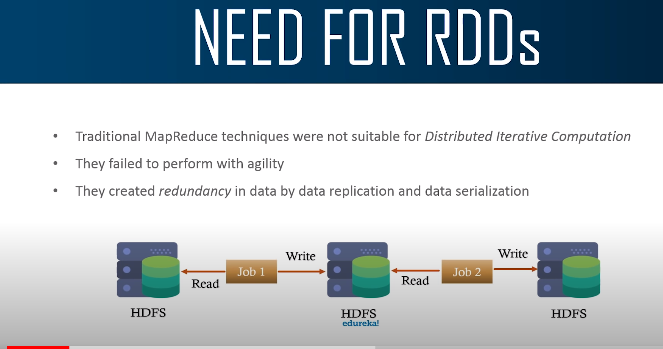 NEED FOR RDDs
• Traditional MapReduce techniques were not suitable for Distributed Iterative Computation
• They failed to perform with agility
• They created redundancy in data by data replication and data serialization
Read
Job 1
Write
Read
Job 2
Write
HDFS
HDFS
HDFS
edureka!